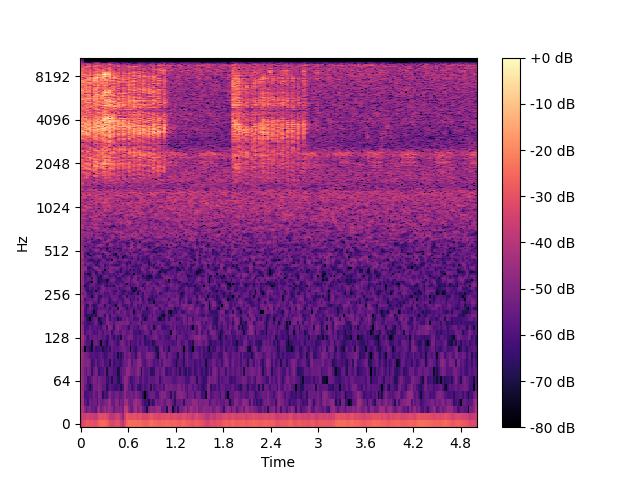 +0 dB
8192
-10 dB
4096
-20 dB
2048
-30 dB
1024
-40 dB
Hz
512
-50 dB
256
-60 dB
128
-70 dB
64
0
-80 dB
0 0.6 1.2 1.8 2.4 3 3.6 4.2 4.8
Time